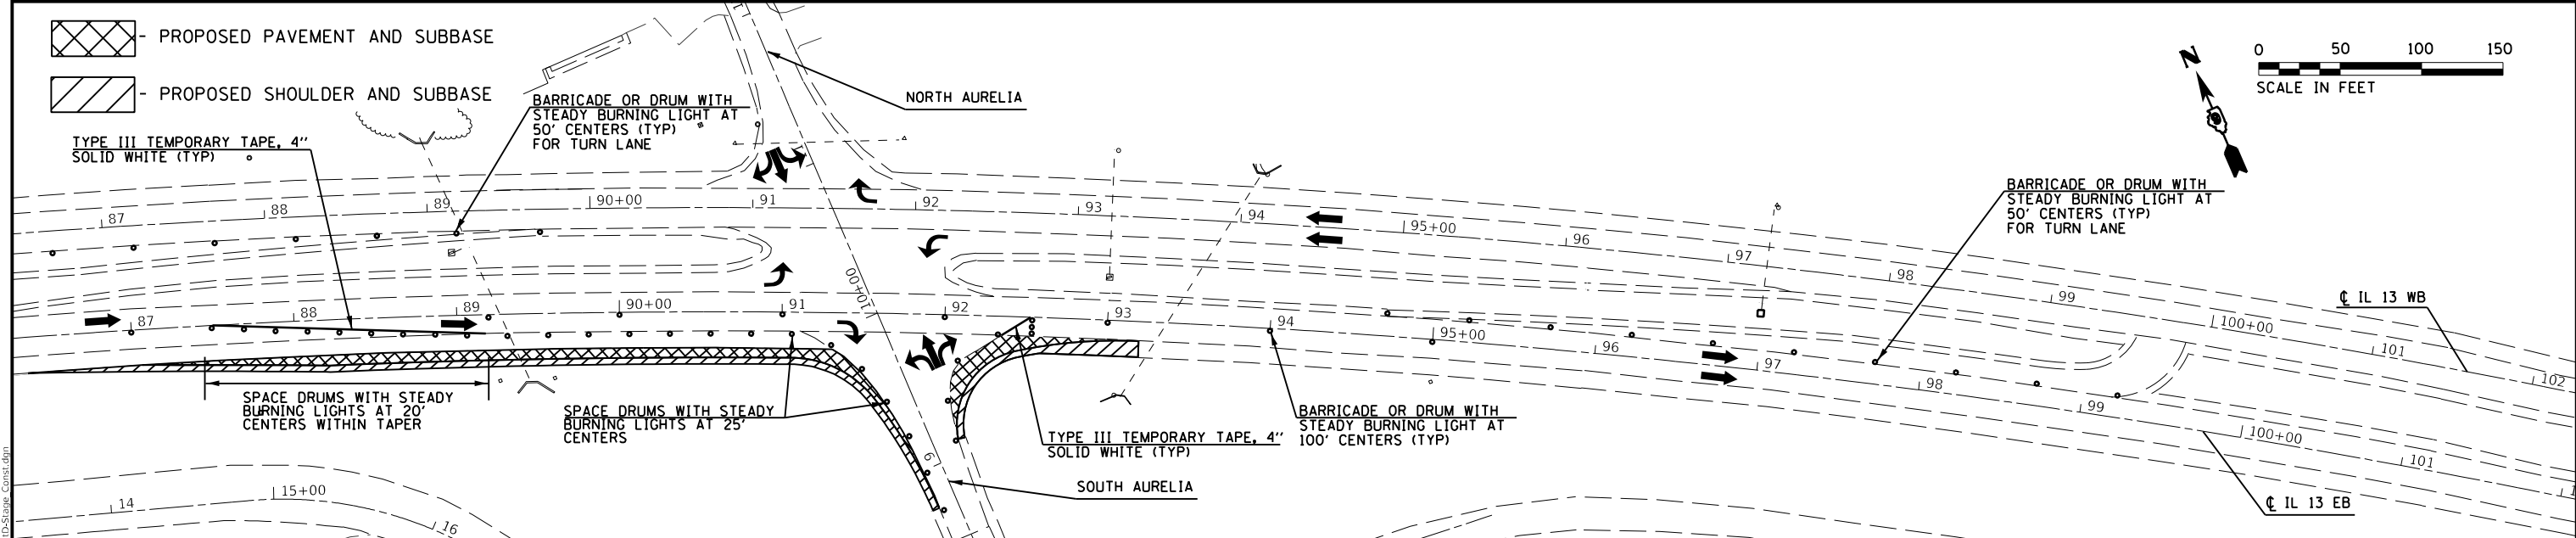 - PROPOSED PAVEMENT AND SUBBASE
- PROPOSED SHOULDER AND SUBBASE
TYPE III TEMPORARY TAPE, 4''
SOLID WHITE (TYP)
BARRICADE OR DRUM WITH
STEADY BURNING LIGHT AT
50' CENTERS (TYP)
FOR TURN LANE
NORTH AURELIA
N
0 50 100 150
SCALE IN FEET
BARRICADE OR DRUM WITH
STEADY BURNING LIGHT AT
50' CENTERS (TYP)
FOR TURN LANE
87 88 89 90+00 91 92 93 94 95+00 96 97 98 99 100+00 101 102
℄ IL 13 WB
10+00
87 88 89 90+00 91 92 93 94 95+00 96 97 98 99 100+00 101
SPACE DRUMS WITH STEADY
BURNING LIGHTS AT 20'
CENTERS WITHIN TAPER
SPACE DRUMS WITH STEADY
BURNING LIGHTS AT 25'
CENTERS
9
TYPE III TEMPORARY TAPE, 4''
SOLID WHITE (TYP)
BARRICADE OR DRUM WITH
STEADY BURNING LIGHT AT
100' CENTERS (TYP)
SOUTH AURELIA
℄ IL 13 EB
14 15+00 16